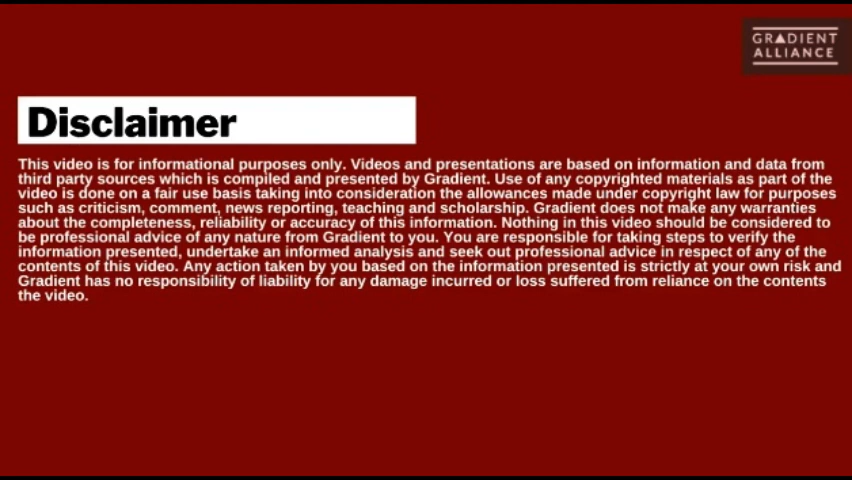 GRADIENT
ALLIANCE
Disclaimer
This video is for informational purposes only. Videos and presentations are based on information and data from
third party sources which is compiled and presented by Gradient. Use of any copyrighted materials as part of the
video is done on a fair use basis taking into consideration the allowances made under copyright law for purposes
such as criticism, comment, news reporting, teaching and scholarship. Gradient does not make any warranties
about the completeness, reliability or accuracy of this information. Nothing in this video should be considered to
be professional advice of any nature from Gradient to you. You are responsible for taking steps to verify the
information presented, undertake an informed analysis and seek out professional advice in respect of any of the
contents of this video. Any action taken by you based on the information presented is strictly at your own risk and
Gradient has no responsibility of liability for any damage incurred or loss suffered from reliance on the contents
the video.